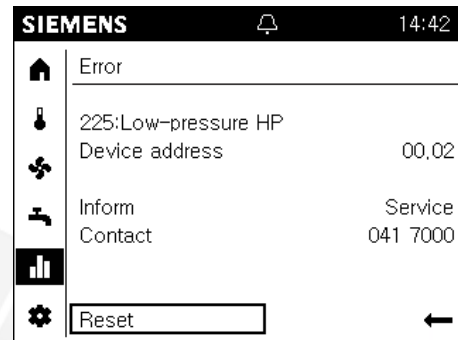 SIEMENS 14:42
Error
225:Low-pressure HP
Device address 00.02
Inform Service
Contact 041 7000
Reset